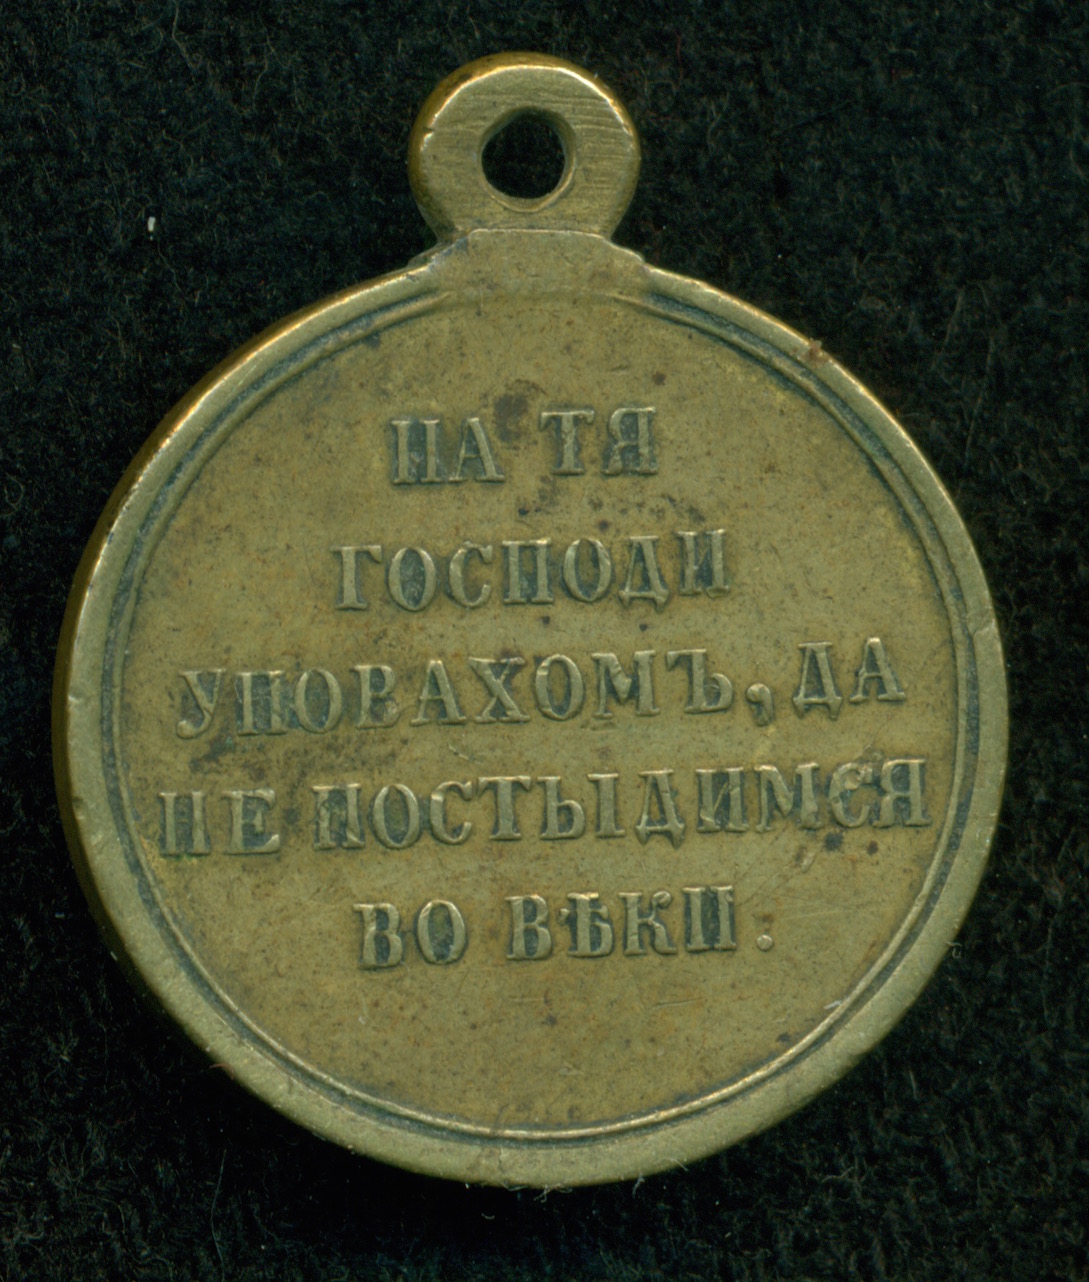 НА ТЯ
ГОСПОДИ
УПОВАХОМЪ, ДА
НЕ ПОСТЫДИМСЯ
ВО ВѢКИ.